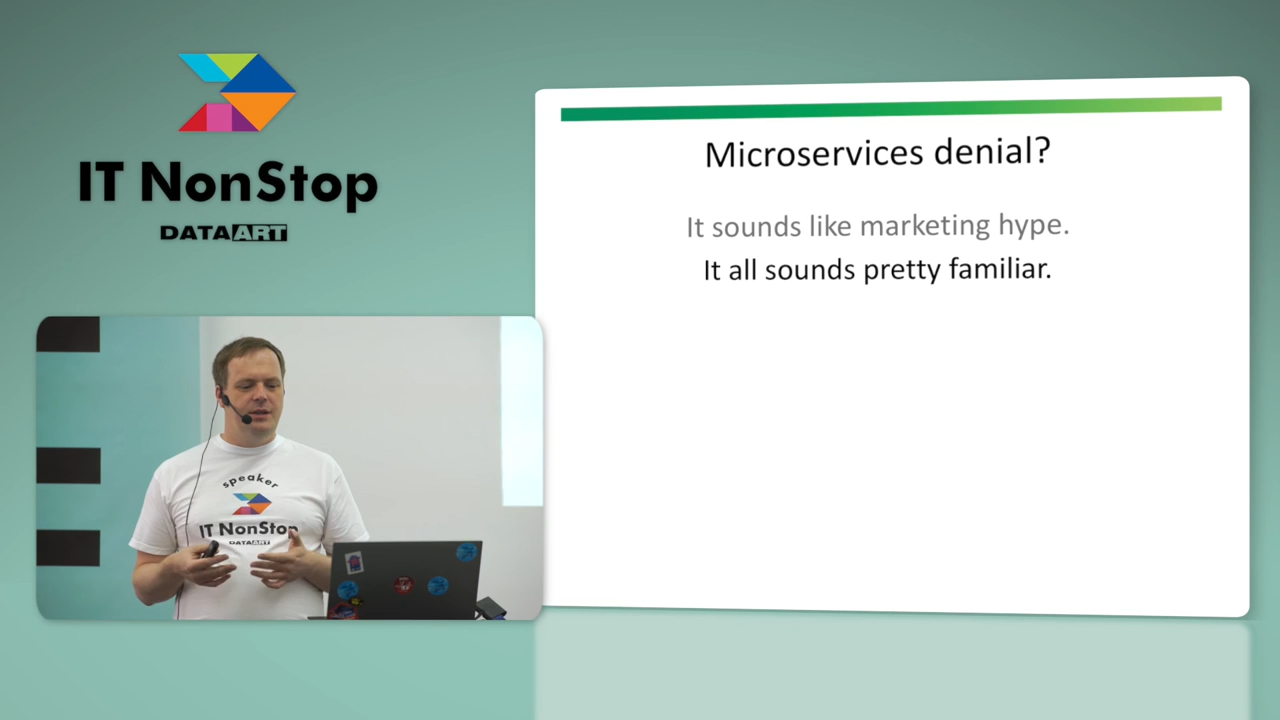 IT NonStop
DATAART
Microservices denial?
It sounds like marketing hype.
It all sounds pretty familiar.
speaker
IT NonStop
DATAART